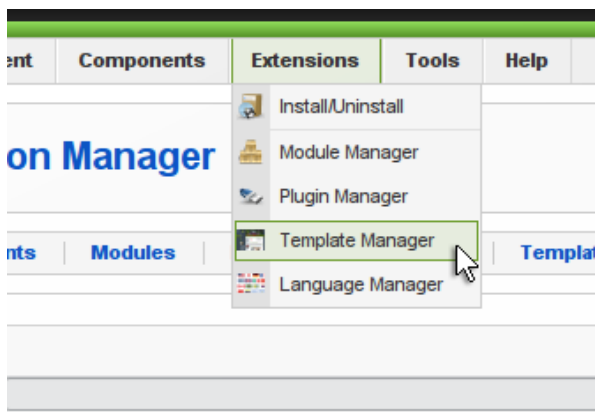 ent Components Extensions Tools Help
Install/Uninstall
on Manager
Module Manager
Plugin Manager
Template Manager
nts Modules Templat
Language Manager